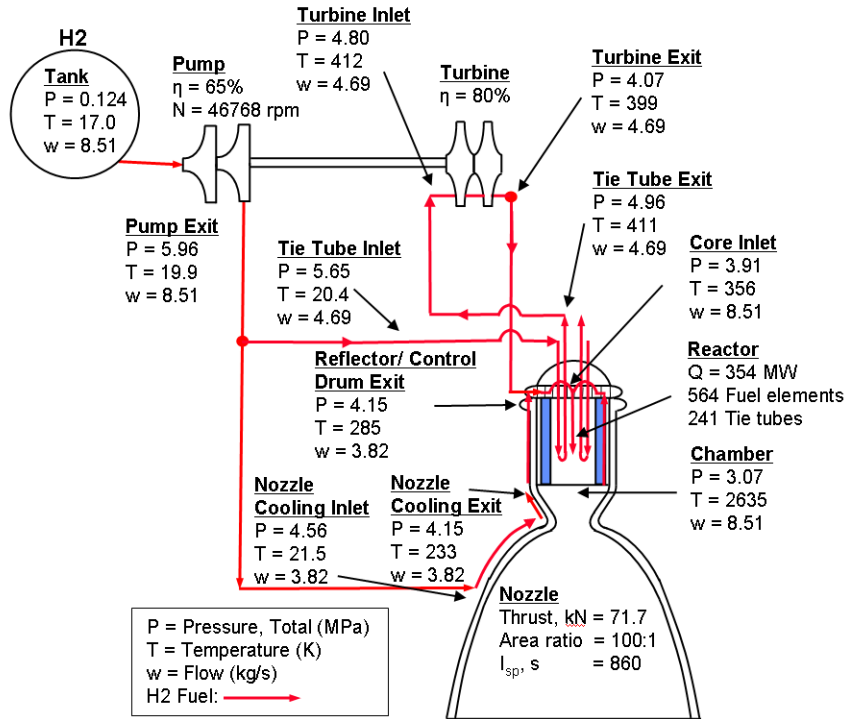 H2
Tank
P = 0.124
T = 17.0
w = 8.51
Pump
η = 65%
N = 46768 rpm
Turbine Inlet
P = 4.80
T = 412
w = 4.69
Turbine
η = 80%
Turbine Exit
P = 4.07
T = 399
w = 4.69
Pump Exit
P = 5.96
T = 19.9
w = 8.51
Tie Tube Inlet
P = 5.65
T = 20.4
w = 4.69
Tie Tube Exit
P = 4.96
T = 411
w = 4.69
Core Inlet
P = 3.91
T = 356
w = 8.51
Reflector/ Control
Drum Exit
P = 4.15
T = 285
w = 3.82
Reactor
Q = 354 MW
564 Fuel elements
241 Tie tubes
Chamber
P = 3.07
T = 2635
w = 8.51
Nozzle
Cooling Inlet
P = 4.56
T = 21.5
w = 3.82
Nozzle
Cooling Exit
P = 4.15
T = 233
w = 3.82
Nozzle
Thrust, kN = 71.7
Area ratio = 100:1
Isp, s = 860
P = Pressure, Total (MPa)
T = Temperature (K)
w = Flow (kg/s)
H2 Fuel: